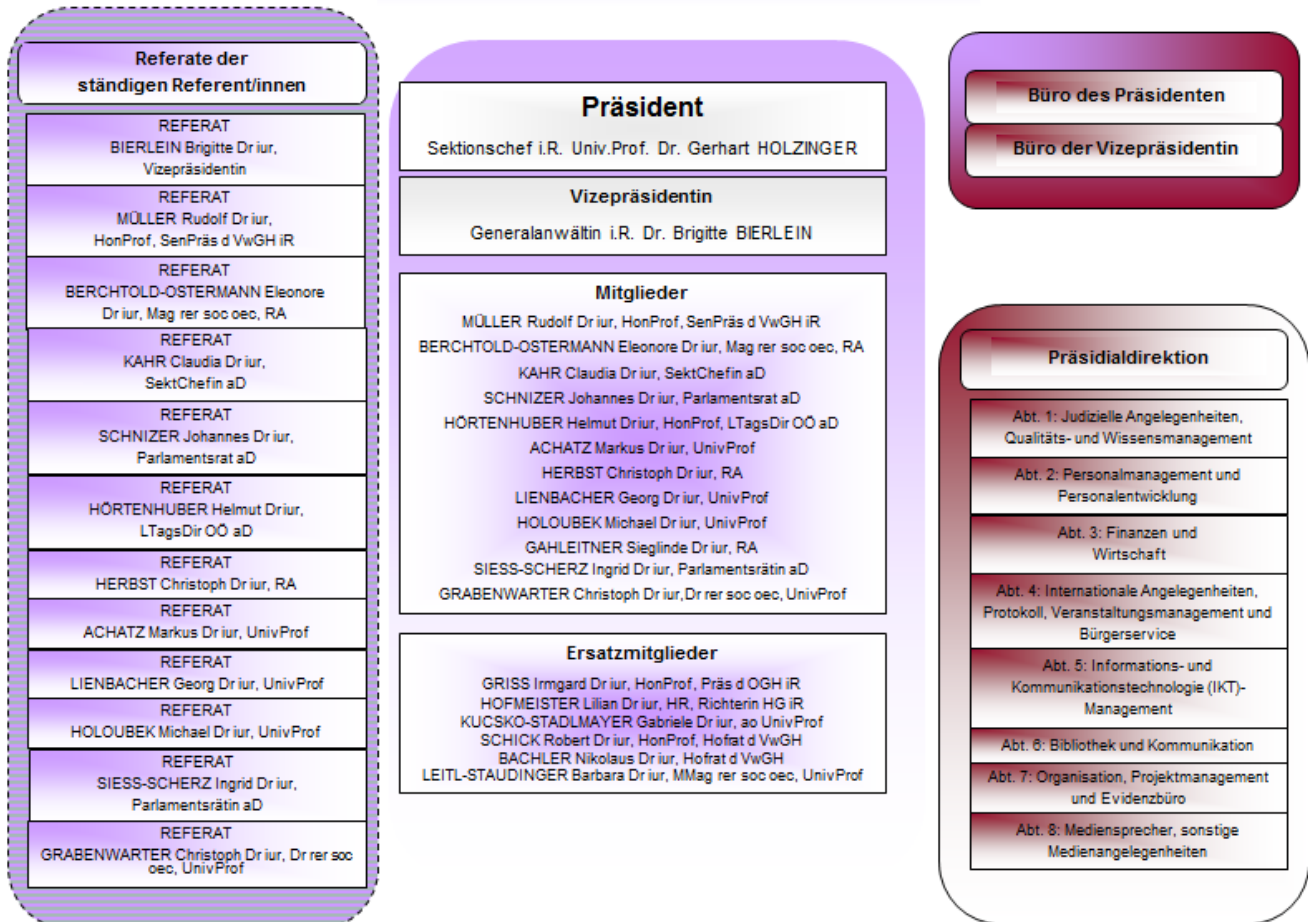 Referate der
ständigen Referent/innen
REFERAT
BIERLEIN Brigitte Dr iur,
Vizepräsidentin
REFERAT
MÜLLER Rudolf Dr iur,
HonProf, SenPräs d VwGH iR
REFERAT
BERCHTOLD-OSTERMANN Eleonore
Dr iur, Mag rer soc oec, RA
REFERAT
KAHR Claudia Dr iur,
SektChefin aD
REFERAT
SCHNIZER Johannes Dr iur,
Parlamentsrat aD
REFERAT
HÖRTENHUBER Helmut Dr iur,
LTagsDir OÖ aD
REFERAT
HERBST Christoph Dr iur, RA
REFERAT
ACHATZ Markus Dr iur, UnivProf
REFERAT
LIENBACHER Georg Dr iur, UnivProf
REFERAT
HOLOUBEK Michael Dr iur, UnivProf
REFERAT
SIESS-SCHERZ Ingrid Dr iur,
Parlamentsrätin aD
REFERAT
GRABENWARTER Christoph Dr iur, Dr rer soc
oec, UnivProf
Präsident
Sektionschef i.R. Univ.Prof. Dr. Gerhart HOLZINGER
Vizepräsidentin
Generalanwältin i.R. Dr. Brigitte BIERLEIN
Mitglieder
MÜLLER Rudolf Dr iur, HonProf, SenPräs d VwGH iR
BERCHTOLD-OSTERMANN Eleonore Dr iur, Mag rer soc oec, RA
KAHR Claudia Dr iur, SektChefin aD
SCHNIZER Johannes Dr iur, Parlamentsrat aD
HÖRTENHUBER Helmut Dr iur, HonProf, LTagsDir OÖ aD
ACHATZ Markus Dr iur, UnivProf
HERBST Christoph Dr iur, RA
LIENBACHER Georg Dr iur, UnivProf
HOLOUBEK Michael Dr iur, UnivProf
GAHLEITNER Sieglinde Dr iur, RA
SIESS-SCHERZ Ingrid Dr iur, Parlamentsrätin aD
GRABENWARTER Christoph Dr iur,Dr rer soc oec, UnivProf
Ersatzmitglieder
GRISS Irmgard Dr iur, HonProf, Präs d OGH iR
HOFMEISTER Lilian Dr iur, HR, Richterin HG iR
KUCSKO-STADLMAYER Gabriele Dr iur, ao UnivProf
SCHICK Robert Dr iur, HonProf, Hofrat d VwGH
BACHLER Nikolaus Dr iur, Hofrat d VwGH
LEITL-STAUDINGER Barbara Dr iur, MMag rer soc oec, UnivProf
Büro des Präsidenten
Büro der Vizepräsidentin
Präsidialdirektion
Abt. 1: Judizielle Angelegenheiten,
Qualitäts- und Wissensmanagement
Abt. 2: Personalmanagement und
Personalentwicklung
Abt. 3: Finanzen und
Wirtschaft
Abt. 4: Internationale Angelegenheiten,
Protokoll, Veranstaltungsmanagement und
Bürgerservice
Abt. 5: Informations- und
Kommunikationstechnologie (IKT)-
Management
Abt. 6: Bibliothek und Kommunikation
Abt. 7: Organisation, Projektmanagement
und Evidenzbüro
Abt. 8: Mediensprecher, sonstige
Medienangelegenheiten